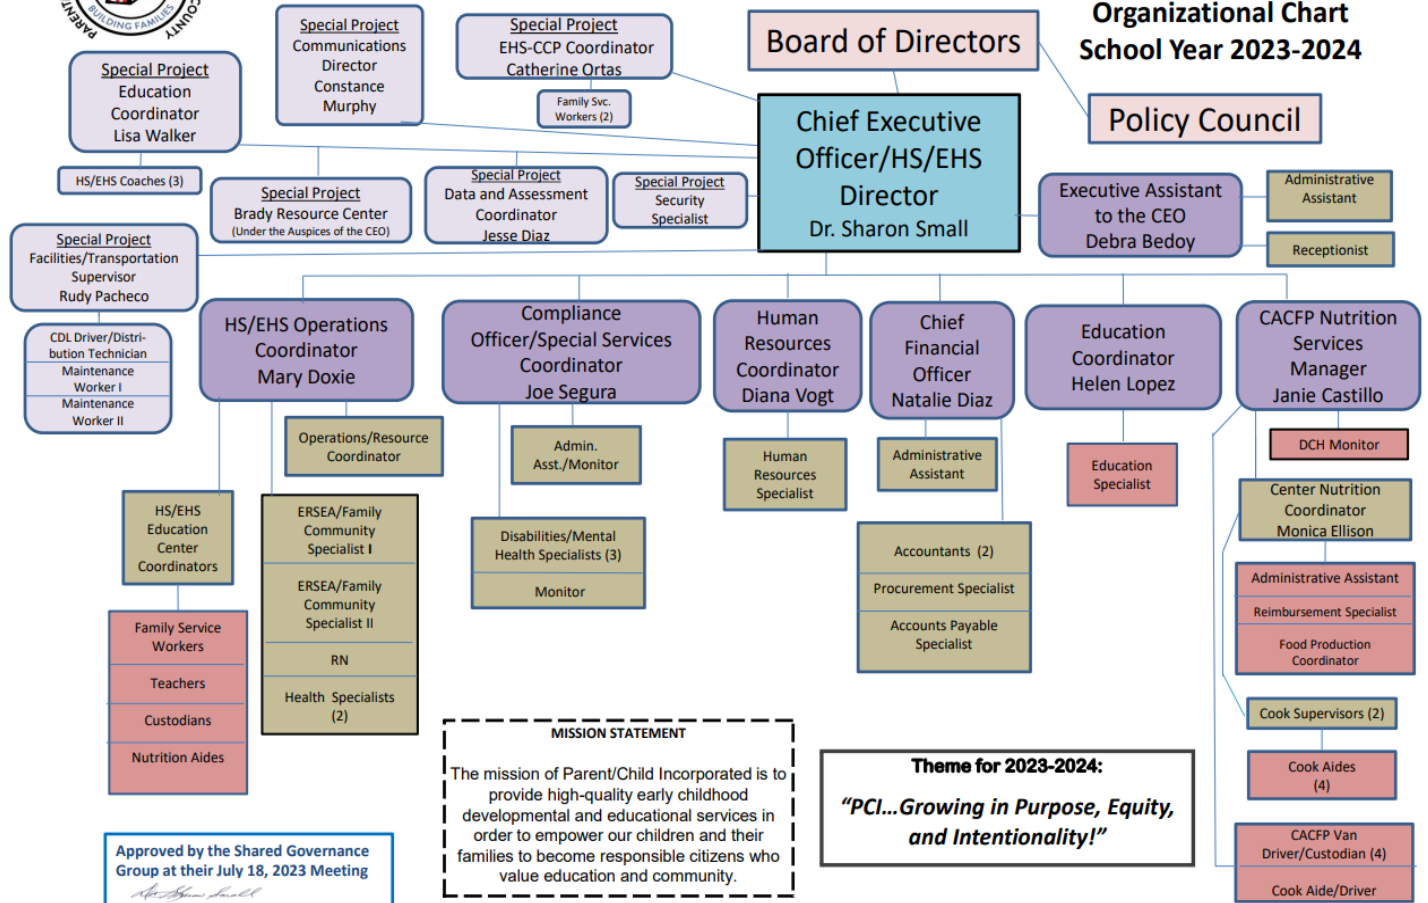 PARENT
COUNTY
BUILDING FAMILIES
Organizational Chart
School Year 2023-2024
Board of Directors
Policy Council
Special Project
Communications
Director
Constance
Murphy
Special Project
EHS-CCP Coordinator
Catherine Ortas
Family Svc.
Workers (2)
Special Project
Education
Coordinator
Lisa Walker
HS/EHS Coaches (3)
Chief Executive
Officer/HS/EHS
Director
Dr. Sharon Small
Special Project
Brady Resource Center
(Under the Auspices of the CEO)
Special Project
Data and Assessment
Coordinator
Jesse Diaz
Special Project
Security
Specialist
Executive Assistant
to the CEO
Debra Bedoy
Administrative
Assistant
Receptionist
Special Project
Facilities/Transportation
Supervisor
Rudy Pacheco
CDL Driver/Distri-
bution Technician
Maintenance
Worker I
Maintenance
Worker II
HS/EHS Operations
Coordinator
Mary Doxie
Compliance
Officer/Special Services
Coordinator
Joe Segura
Human
Resources
Coordinator
Diana Vogt
Chief
Financial
Officer
Natalie Diaz
Education
Coordinator
Helen Lopez
CACFP Nutrition
Services
Manager
Janie Castillo
Operations/Resource
Coordinator
HS/EHS
Education
Center
Coordinators
Family Service
Workers
Teachers
Custodians
Nutrition Aides
ERSEA/Family
Community
Specialist I
ERSEA/Family
Community
Specialist II
RN
Health Specialists
(2)
Admin.
Asst./Monitor
Disabilities/Mental
Health Specialists (3)
Monitor
Human
Resources
Specialist
Administrative
Assistant
Accountants (2)
Procurement Specialist
Accounts Payable
Specialist
Education
Specialist
DCH Monitor
Center Nutrition
Coordinator
Monica Ellison
Administrative Assistant
Reimbursement Specialist
Food Production
Coordinator
Cook Supervisors (2)
Cook Aides
(4)
CACFP Van
Driver/Custodian (4)
Cook Aide/Driver
MISSION STATEMENT
The mission of Parent/Child Incorporated is to
provide high-quality early childhood
developmental and educational services in
order to empower our children and their
families to become responsible citizens who
value education and community.
Theme for 2023-2024:
“PCI…Growing in Purpose, Equity,
and Intentionality!”
Approved by the Shared Governance
Group at their July 18, 2023 Meeting
Dr. Sharon Small